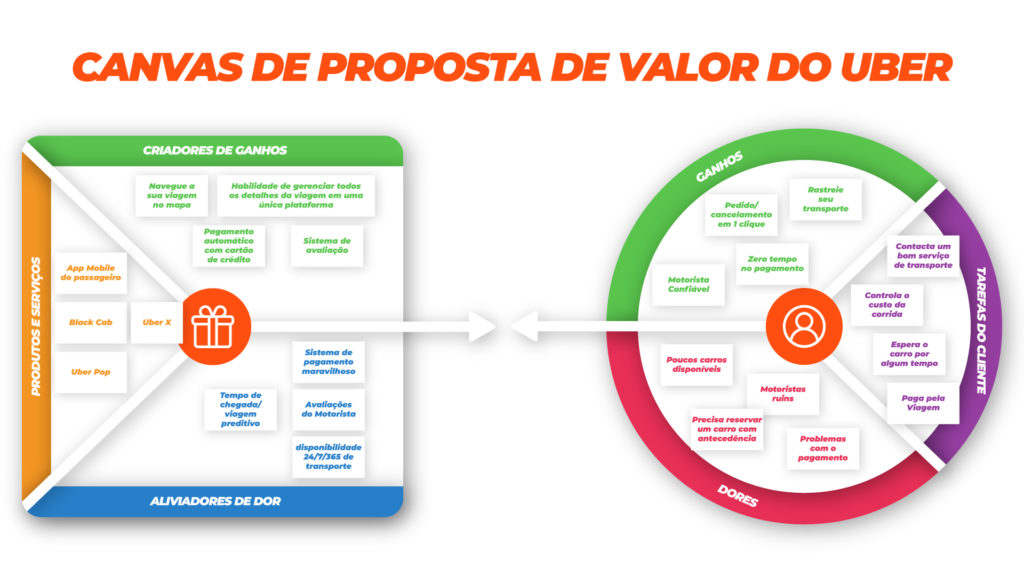 CANVAS DE PROPOSTA DE VALOR DO UBER
CRIADORES DE GANHOS
Navegue a
sua viagem
no mapa
Habilidade de gerenciar todos
os detalhes da viagem em uma
única plataforma
Pagamento
automático
com cartão
de crédito
Sistema de
avaliação
PRODUTOS E SERVIÇOS
App Mobile
do passageiro
Black Cab
Uber X
Uber Pop
Sistema de
pagamento
maravilhoso
Tempo de
chegada/
viagem
preditivo
Avaliações
do Motorista
disponibilidade
24/7/365 de
transporte
ALIVIADORES DE DOR
GANHOS
Rastreie
seu
transporte
Pedido/
cancelamento
em 1 clique
Zero tempo
no pagamento
Motorista
Confiável
TAREFAS DO CLIENTE
Contacta um
bom serviço
de transporte
Controla o
custo da
corrida
Espera o
carro por
algum tempo
Paga pela
Viagem
Poucos carros
disponíveis
Motoristas
ruins
Precisa reservar
um carro com
antecedência
Problemas
com o
pagamento
DORES